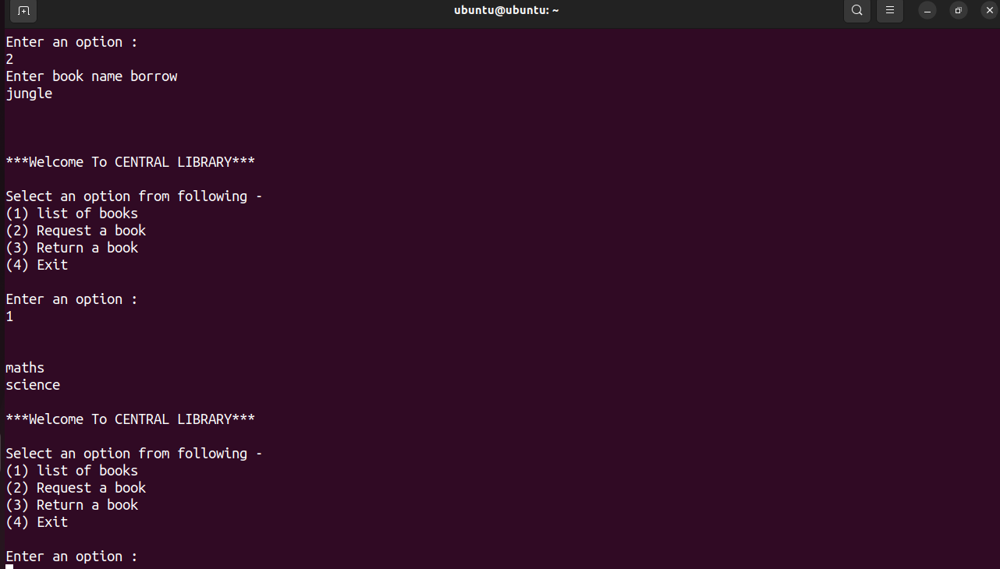 ubuntu@ubuntu: ~
Enter an option :
2
Enter book name borrow
jungle
***Welcome To CENTRAL LIBRARY***
Select an option from following -
(1) list of books
(2) Request a book
(3) Return a book
(4) Exit
Enter an option :
1
maths
science
***Welcome To CENTRAL LIBRARY***
Select an option from following -
(1) list of books
(2) Request a book
(3) Return a book
(4) Exit
Enter an option :